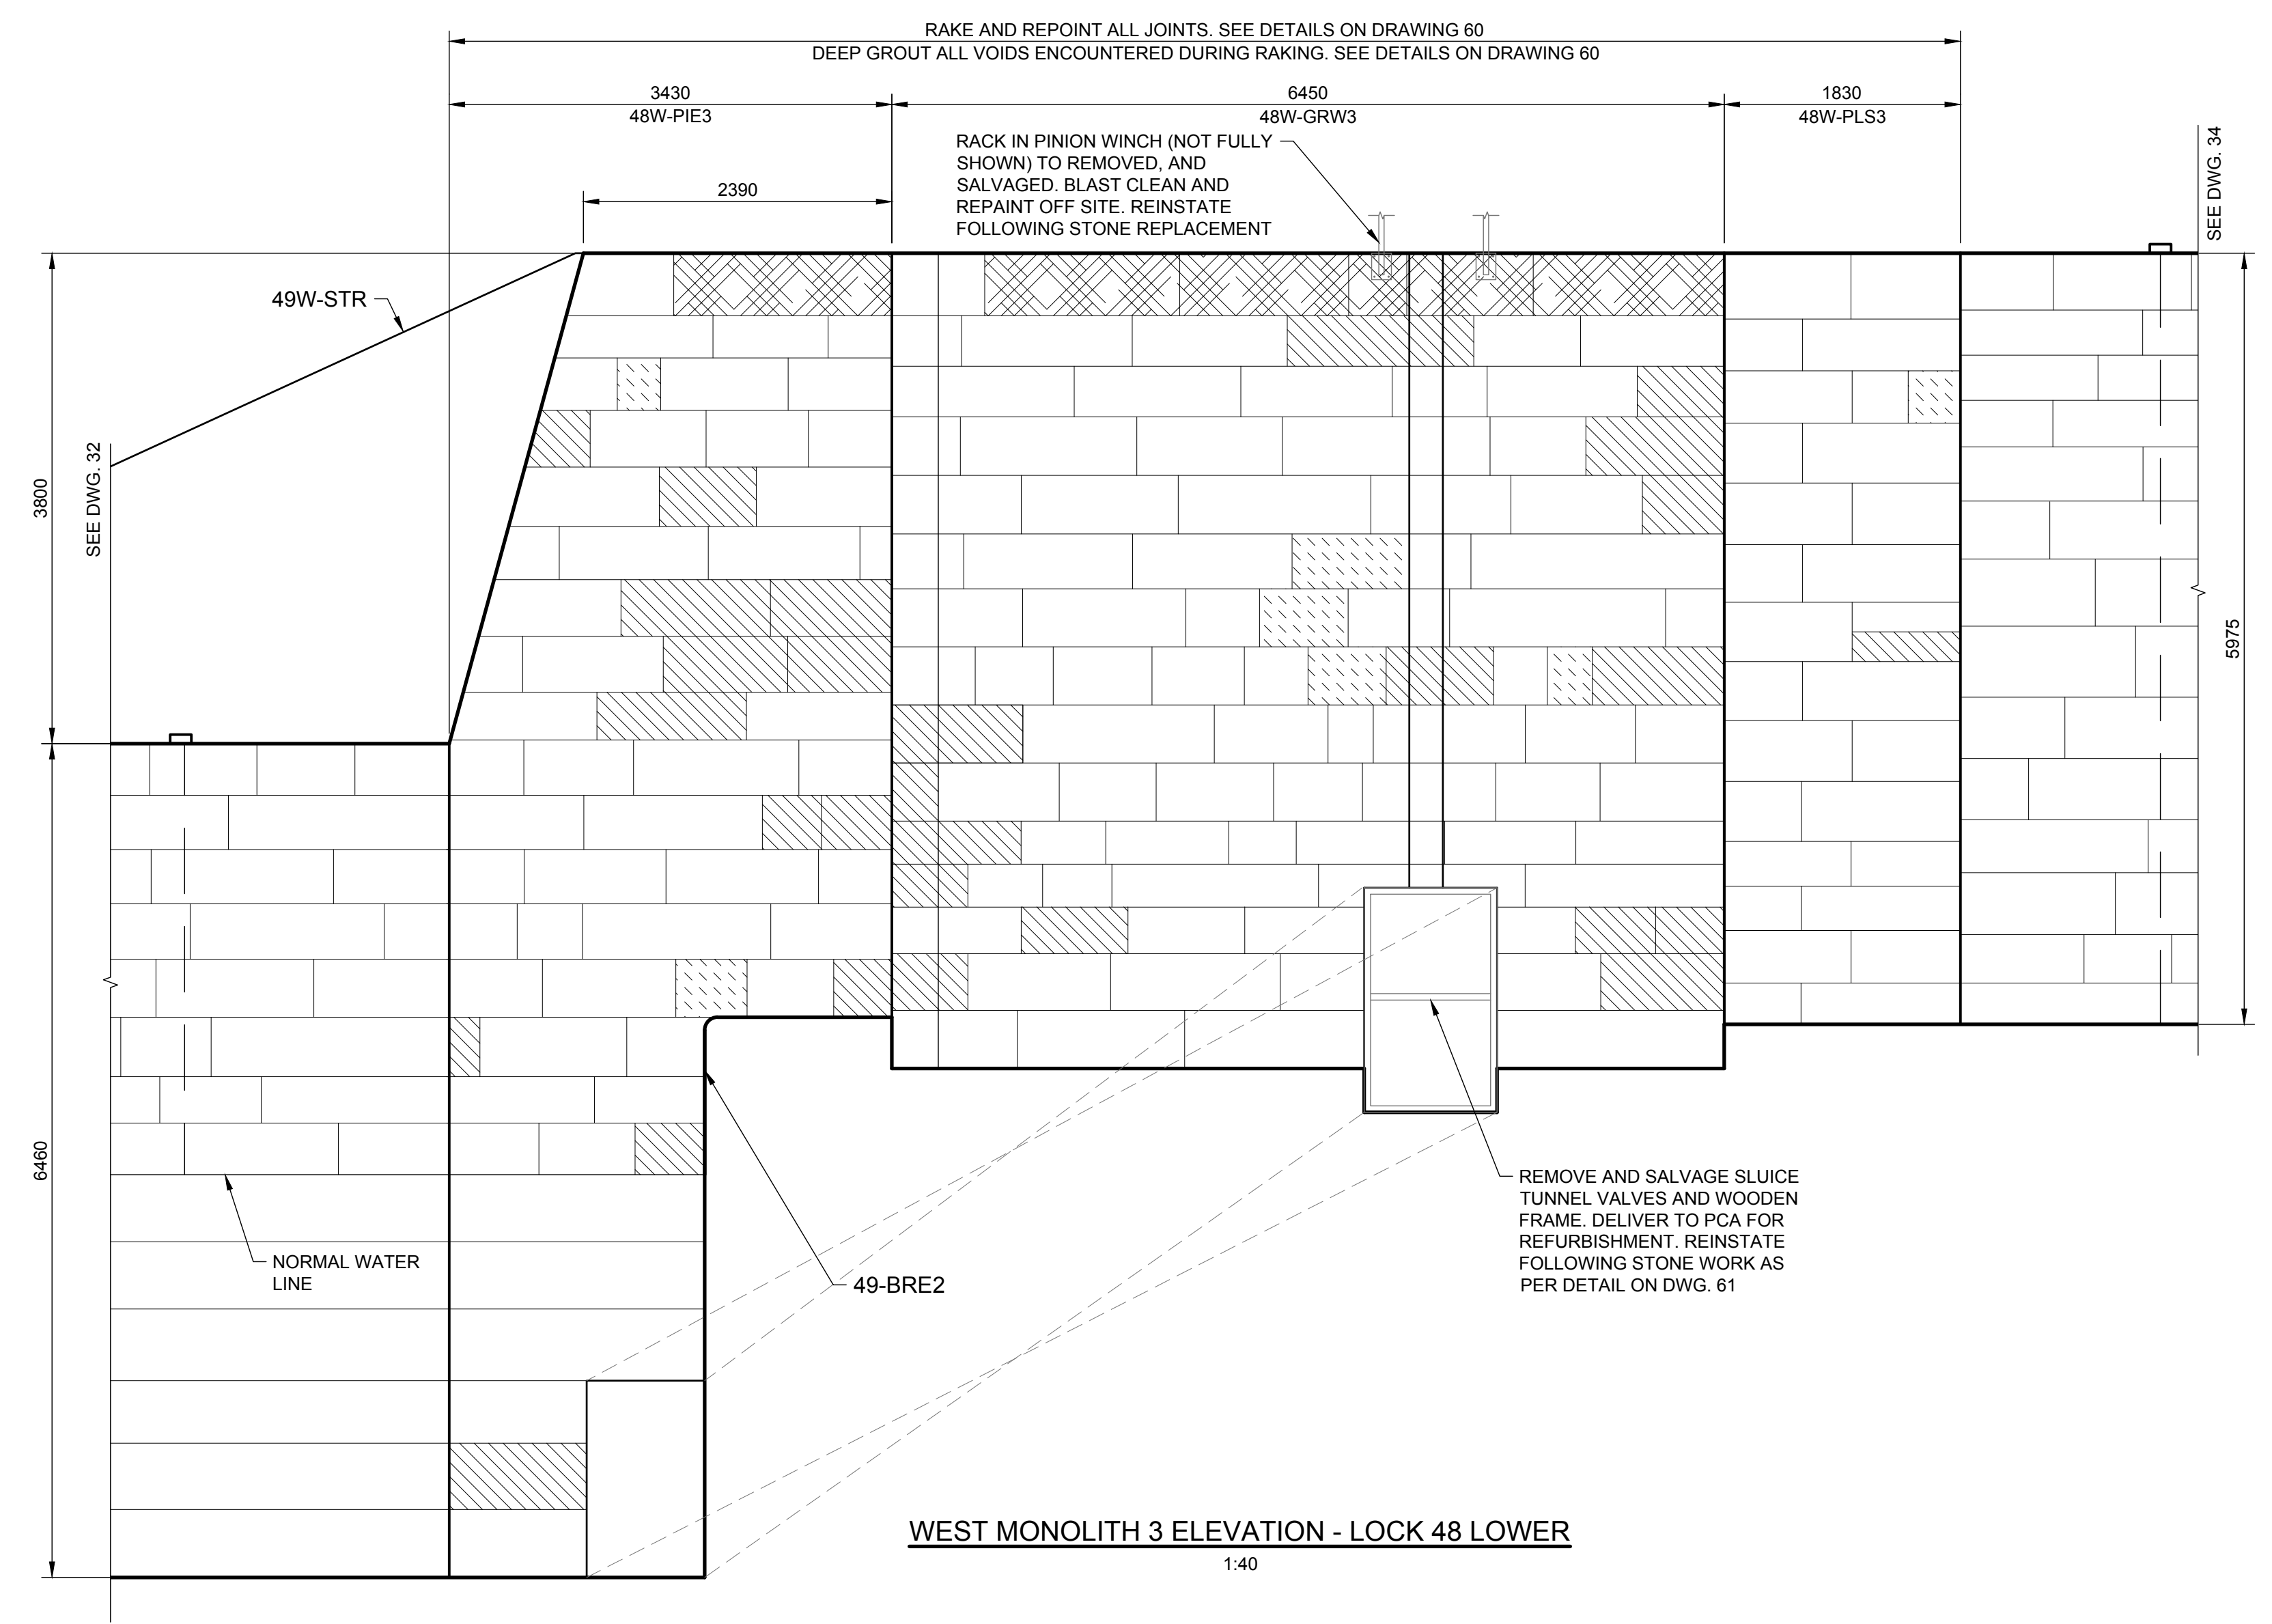 RAKE AND REPOINT ALL JOINTS. SEE DETAILS ON DRAWING 60
DEEP GROUT ALL VOIDS ENCOUNTERED DURING RAKING. SEE DETAILS ON DRAWING 60
3430
48W-PIE3
6450
48W-GRW3
1830
48W-PLS3
RACK IN PINION WINCH (NOT FULLY
SHOWN) TO REMOVED, AND
SALVAGED. BLAST CLEAN AND
REPAINT OFF SITE. REINSTATE
FOLLOWING STONE REPLACEMENT
SEE DWG. 34
2390
49W-STR
SEE DWG. 32
3800
5975
6460
NORMAL WATER
LINE
49-BRE2
REMOVE AND SALVAGE SLUICE
TUNNEL VALVES AND WOODEN
FRAME. DELIVER TO PCA FOR
REFURBISHMENT. REINSTATE
FOLLOWING STONE WORK AS
PER DETAIL ON DWG. 61
WEST MONOLITH 3 ELEVATION - LOCK 48 LOWER
1:40